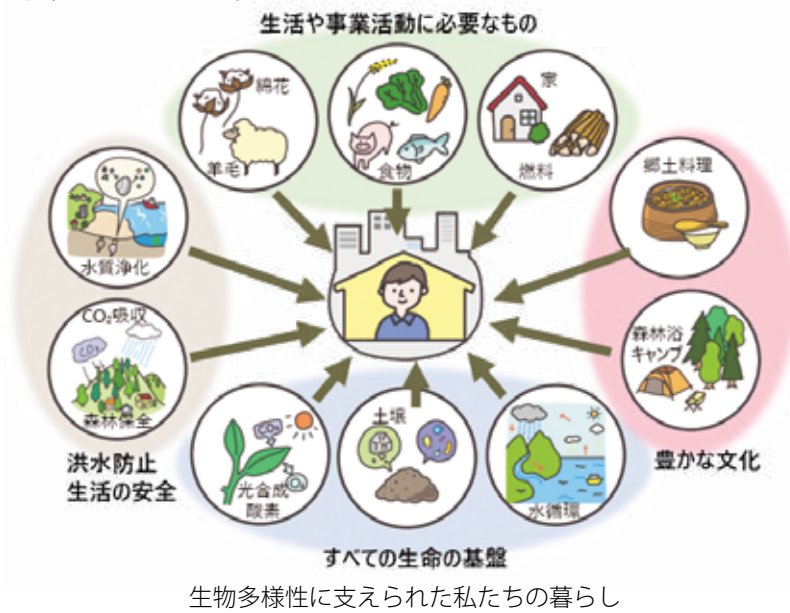 生活や事業活動に必要なもの
綿花
羊毛
食物
家
燃料
郷土料理
水質浄化
CO₂吸収
CO₂
森林保全
森林浴
キャンプ
洪水防止
生活の安全
CO₂
光合成
酸素
土壌
水循環
豊かな文化
すべての生命の基盤
生物多様性に支えられた私たちの暮らし